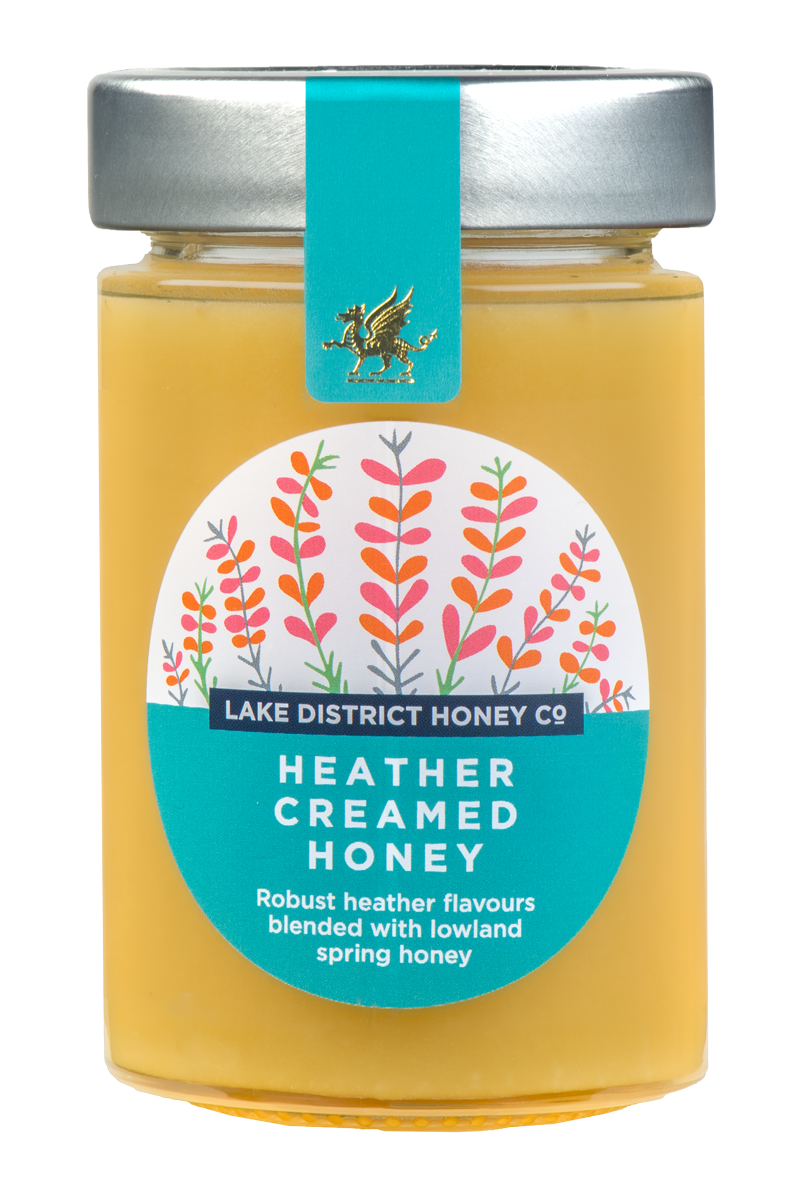 LAKE DISTRICT HONEY Cº
HEATHER
CREAMED
HONEY
Robust heather flavours
blended with lowland
spring honey